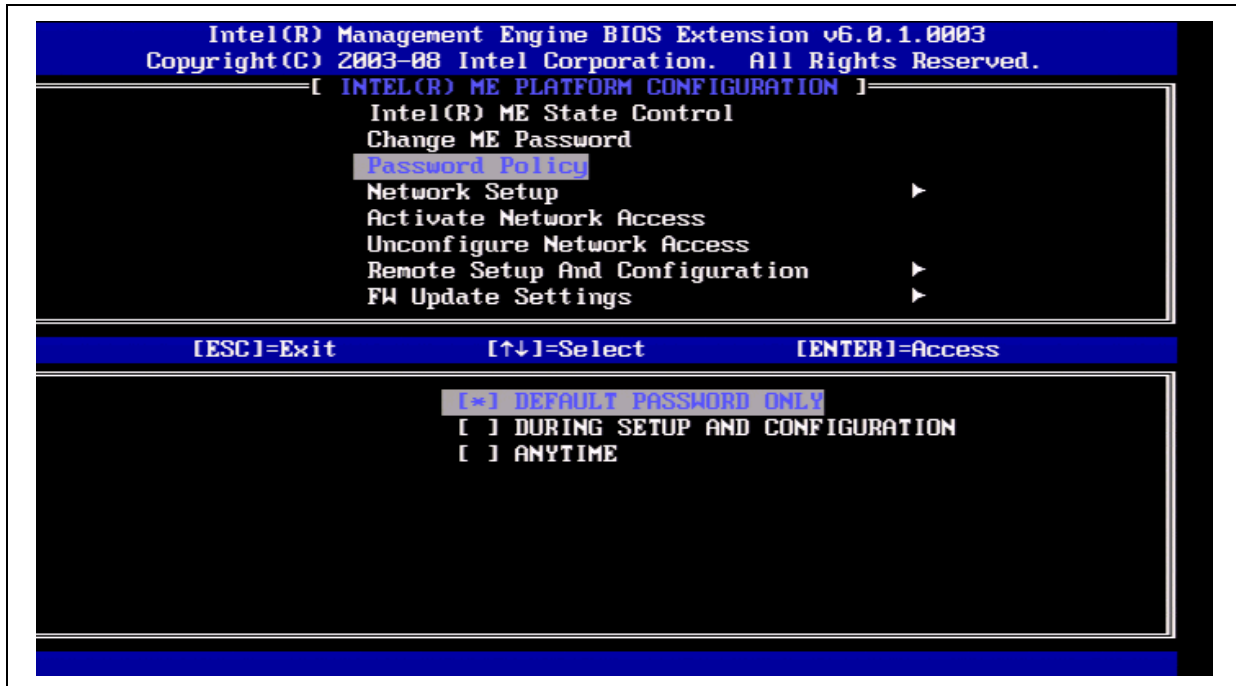 Intel(R) Management Engine BIOS Extension v6.0.1.0003
Copyright(C) 2003-08 Intel Corporation. All Rights Reserved.
[ INTEL(R) ME PLATFORM CONFIGURATION ]
Intel(R) ME State Control
Change ME Password
Password Policy
Network Setup ►
Activate Network Access
Unconfigure Network Access
Remote Setup And Configuration ►
FW Update Settings ►
[ESC]=Exit [↑↓]=Select [ENTER]=Access
[*] DEFAULT PASSWORD ONLY
[ ] DURING SETUP AND CONFIGURATION
[ ] ANYTIME